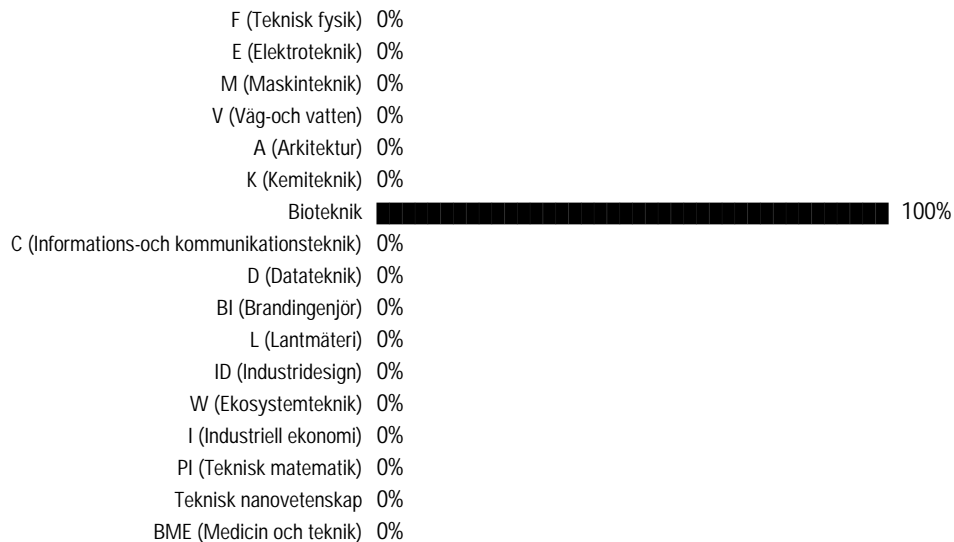 F (Teknisk fysik) 0%
E (Elektroteknik) 0%
M (Maskinteknik) 0%
V (Väg-och vatten) 0%
A (Arkitektur) 0%
K (Kemiteknik) 0%
Bioteknik 100%
C (Informations-och kommunikationsteknik) 0%
D (Datateknik) 0%
BI (Brandingenjör) 0%
L (Lantmäteri) 0%
ID (Industridesign) 0%
W (Ekosystemteknik) 0%
I (Industriell ekonomi) 0%
PI (Teknisk matematik) 0%
Teknisk nanovetenskap 0%
BME (Medicin och teknik) 0%